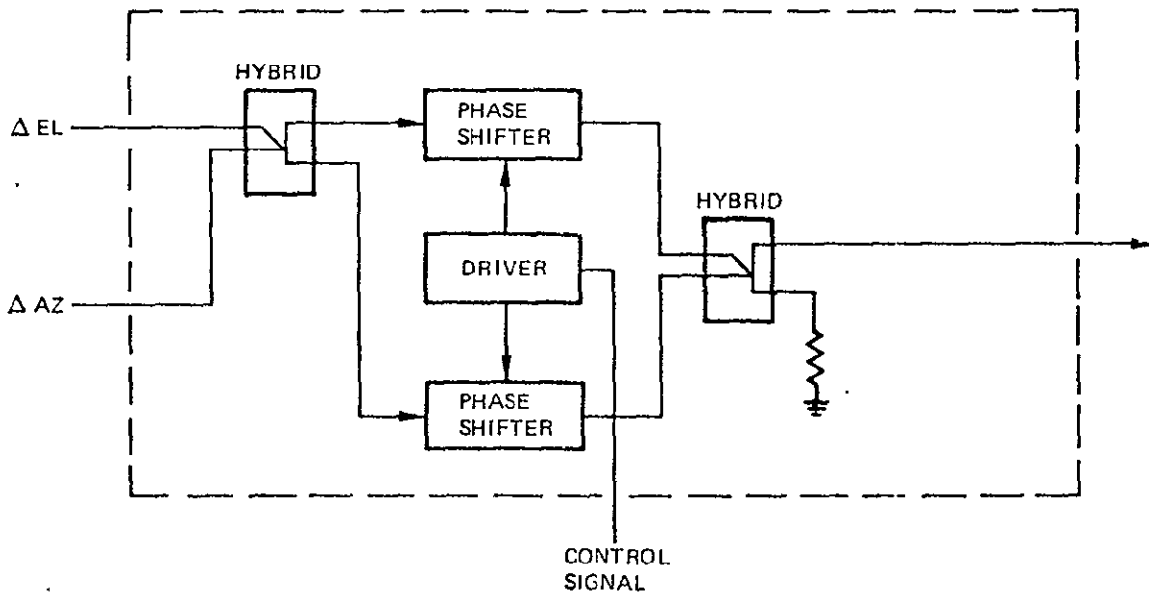 HYBRID
Δ EL
PHASE
SHIFTER
HYBRID
DRIVER
Δ AZ
PHASE
SHIFTER
CONTROL
SIGNAL